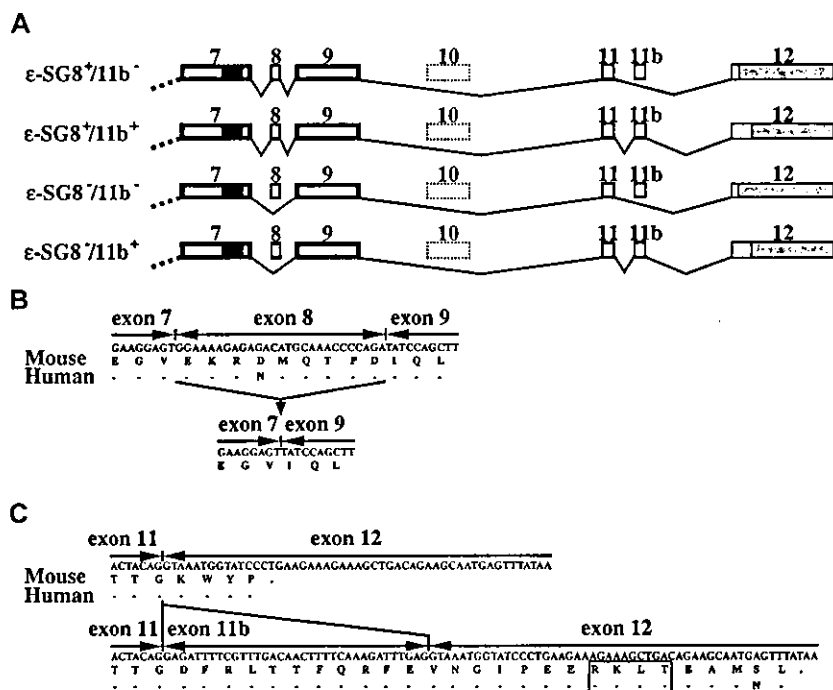 A
7 8 9 10 11 11b 12
ε-SG8⁺/11b⁻
7 8 9 10 11 11b 12
ε-SG8⁺/11b⁺
7 8 9 10 11 11b 12
ε-SG8⁻/11b⁻
7 8 9 10 11 11b 12
ε-SG8⁻/11b⁺
B
exon 7 exon 8 exon 9
GAAGGAGTGGAAAAGAGAGACATGCAAACCCCAGATATCCAGCTT
Mouse E G V E K R D M Q T P D I Q L
Human - - - - - - N - - - - - - - -
exon 7 exon 9
GAAGGAGTTATCCAGCTT
E G V I Q L
C
exon 11 exon 12
ACTACAGGTAAATGGTATCCCTGAAGAAAGAAAGCTGACAGAAGCAATGAGTTTATAA
Mouse T T G K W Y P .
Human - - - - - - -
exon 11 exon 11b exon 12
ACTACAGGAGATTTTCGTTTGACAACTTTTCAAAGATTTGAGGTAAATGGTATCCCTGAAGAAAGAAAGCTGACAGAAGCAATGAGTTTATAA
T T G D F R L T T F Q R F E V N G I P E E R K L T E A M S L .
- - - - - - - - - - - - - - - - - - - - - - - - - - - - N -